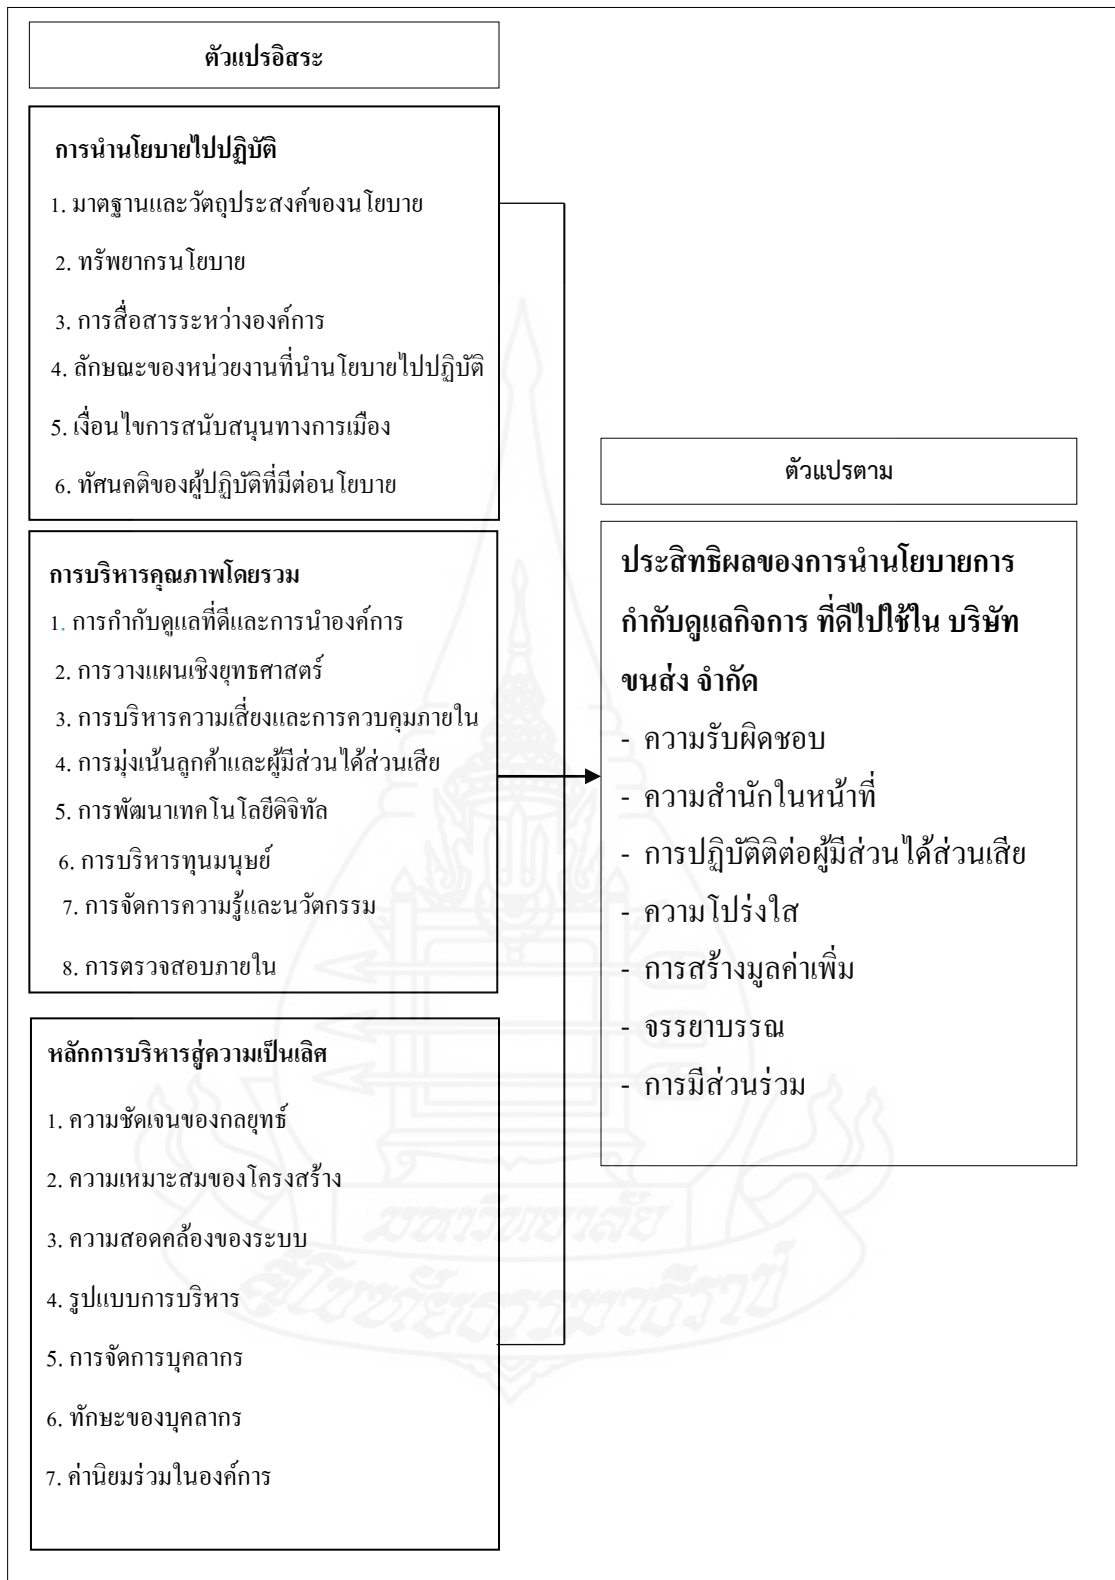 ตัวแปรอิสระ
การนำนโยบายไปปฏิบัติ
1. มาตฐานและวัตถุประสงค์ของนโยบาย
2. ทรัพยากรนโยบาย
3. การสื่อสารระหว่างองค์การ
4. ลักษณะของหน่วยงานที่นำนโยบายไปปฏิบัติ
5. เงื่อนไขการสนับสนุนทางการเมือง
6. ทัศนคติของผู้ปฏิบัติที่มีต่อนโยบาย
การบริหารคุณภาพโดยรวม
1. การกำกับดูแลที่ดีและการนำองค์การ
2. การวางแผนเชิงยุทธศาสตร์
3. การบริหารความเสี่ยงและการควบคุมภายใน
4. การมุ่งเน้นลูกค้าและผู้มีส่วนได้ส่วนเสีย
5. การพัฒนาเทคโนโลยีดิจิทัล
6. การบริหารทุนมนุษย์
7. การจัดการความรู้และนวัตกรรม
8. การตรวจสอบภายใน
หลักการบริหารสู่ความเป็นเลิศ
1. ความชัดเจนของกลยุทธ์
2. ความเหมาะสมของโครงสร้าง
3. ความสอดคล้องของระบบ
4. รูปแบบการบริหาร
5. การจัดการบุคลากร
6. ทักษะของบุคลากร
7. ค่านิยมร่วมในองค์การ
ตัวแปรตาม
ประสิทธิผลของการนำนโยบายการ
กำกับดูแลกิจการ ที่ดีไปใช้ใน บริษัท
ขนส่ง จำกัด
- ความรับผิดชอบ
- ความสำนักในหน้าที่
- การปฏิบัติติต่อผู้มีส่วนได้ส่วนเสีย
- ความโปร่งใส
- การสร้างมูลค่าเพิ่ม
- จรรยาบรรณ
- การมีส่วนร่วม
มหาวิทยาลัย
สุโขทัยธรรมาธิราช